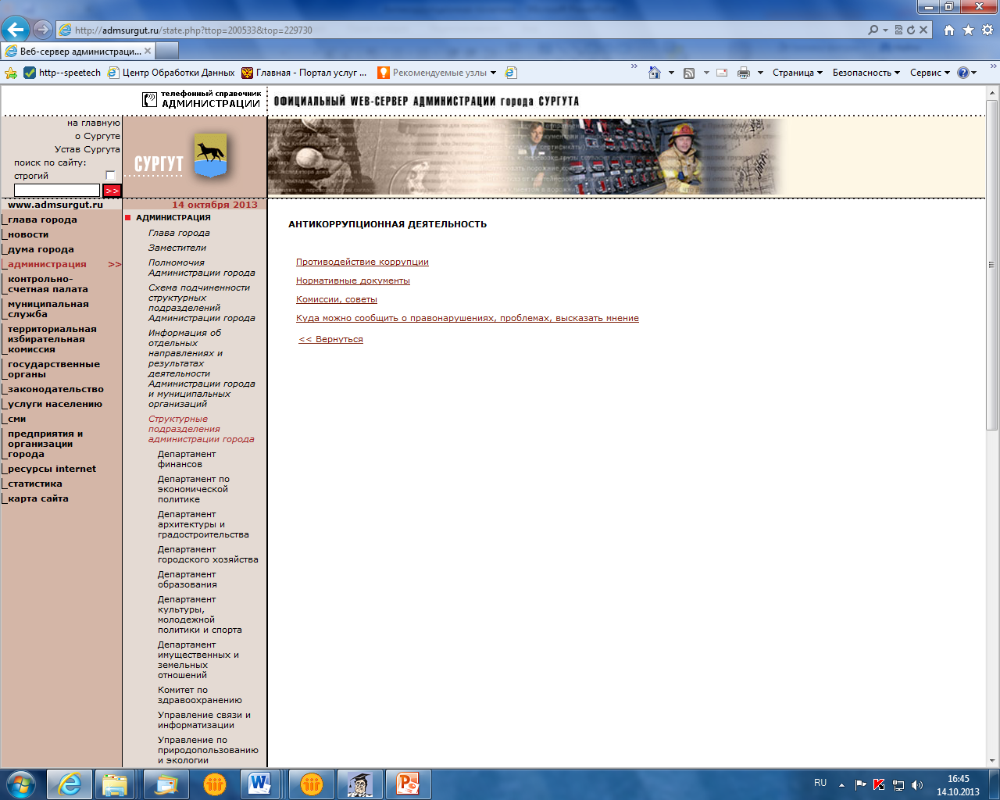 http://admsurgut.ru/state.php?ttop=200533&top=229730
Веб-сервер администраци...
http--speetech
Центр Обработки Данных
Главная - Портал услуг ...
Рекомендуемые узлы
Страница
Безопасность
Сервис
телефонный справочник
АДМИНИСТРАЦИИ
ОФИЦИАЛЬНЫЙ WEB-СЕРВЕР АДМИНИСТРАЦИИ города СУРГУТА
на главную
о Сургуте
Устав Сургута
поиск по сайту:
строгий
>>
СУРГУТ
www.admsurgut.ru
14 октября 2013
глава города
новости
дума города
администрация >>
контрольно-
счетная палата
муниципальная
служба
территориальная
избирательная
комиссия
государственные
органы
законодательство
услуги населению
сми
предприятия и
организации
города
ресурсы internet
статистика
карта сайта
АДМИНИСТРАЦИЯ
Глава города
Заместители
Полномочия
Администрации города
Схема подчиненности
структурных
подразделений
Администрации города
Информация об
отдельных
направлениях и
результатах
деятельности
Администрации города
и муниципальных
организаций
Структурные
подразделения
администрации города
Департамент
финансов
Департамент по
экономической
политике
Департамент
архитектуры и
градостроительства
Департамент
городского хозяйства
Департамент
образования
Департамент
культуры,
молодежной
политики и спорта
Департамент
имущественных и
земельных
отношений
Комитет по
здравоохранению
Управление связи и
информатизации
Управление по
природопользованию
и экологии
АНТИКОРРУПЦИОННАЯ ДЕЯТЕЛЬНОСТЬ
Противодействие коррупции
Нормативные документы
Комиссии, советы
Куда можно сообщить о правонарушениях, проблемах, высказать мнение
<< Вернуться
RU
16:45
14.10.2013